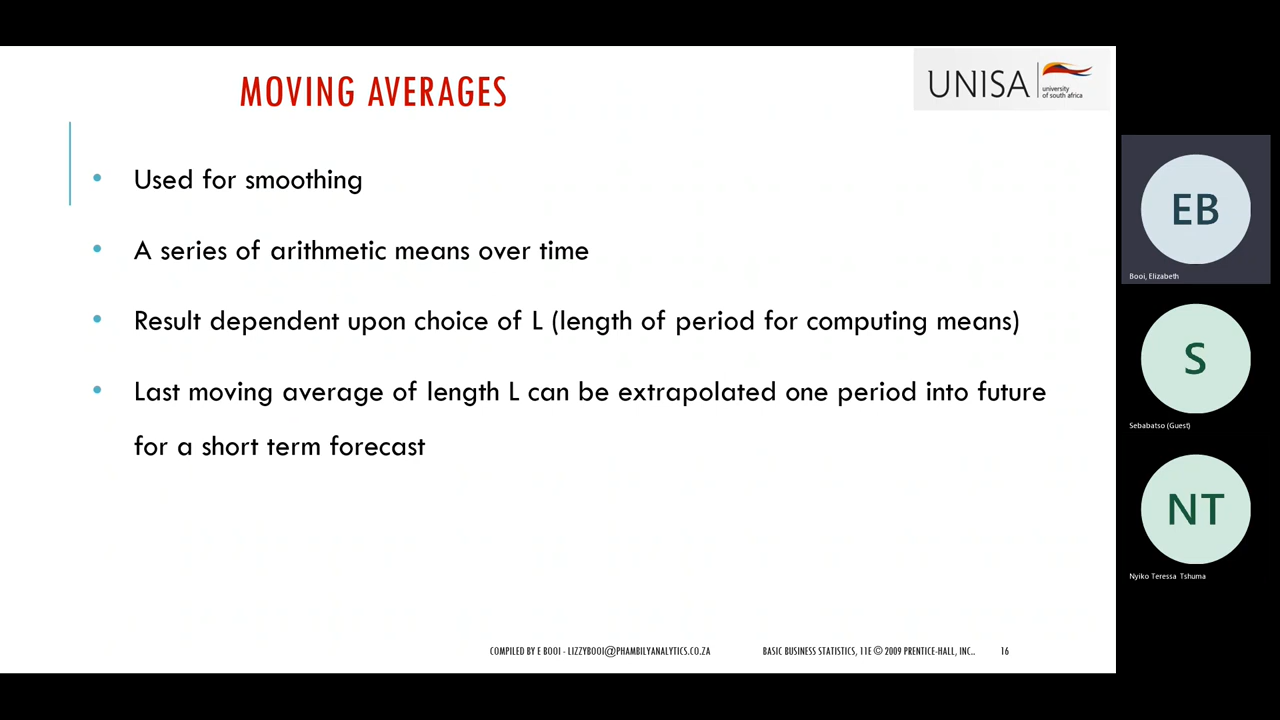 MOVING AVERAGES
UNISA
university
of south africa
• Used for smoothing
• A series of arithmetic means over time
• Result dependent upon choice of L (length of period for computing means)
• Last moving average of length L can be extrapolated one period into future
for a short term forecast
COMPILED BY E BOOI - LIZZYBOOI@PHAMBILYANALYTICS.CO.ZA
BASIC BUSINESS STATISTICS, 11E © 2009 PRENTICE-HALL, INC..
16
EB
Booi, Elizabeth
S
Sebabatso (Guest)
NT
Nyiko Teressa Tshuma